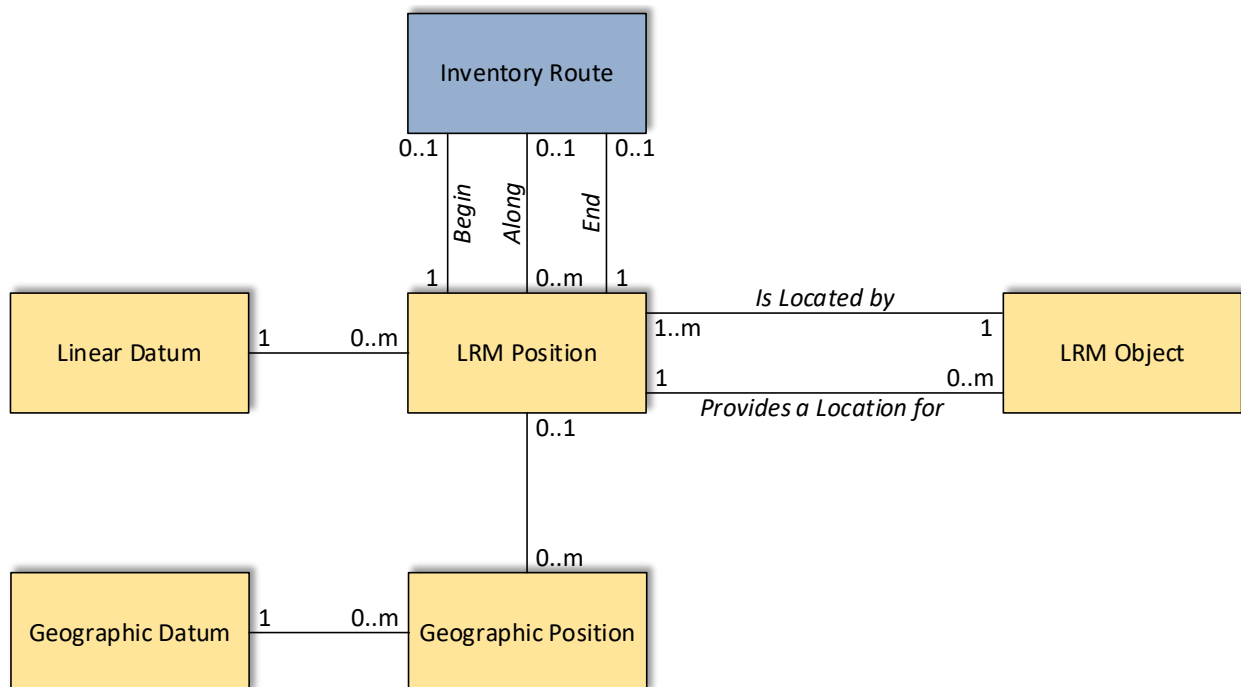 Inventory Route
0..1
0..1
0..1
Begin
Along
End
1
0..m
1
Is Located by
Linear Datum
1
0..m
LRM Position
1..m
1
LRM Object
1
0..m
Provides a Location for
0..1
0..m
Geographic Datum
1
0..m
Geographic Position